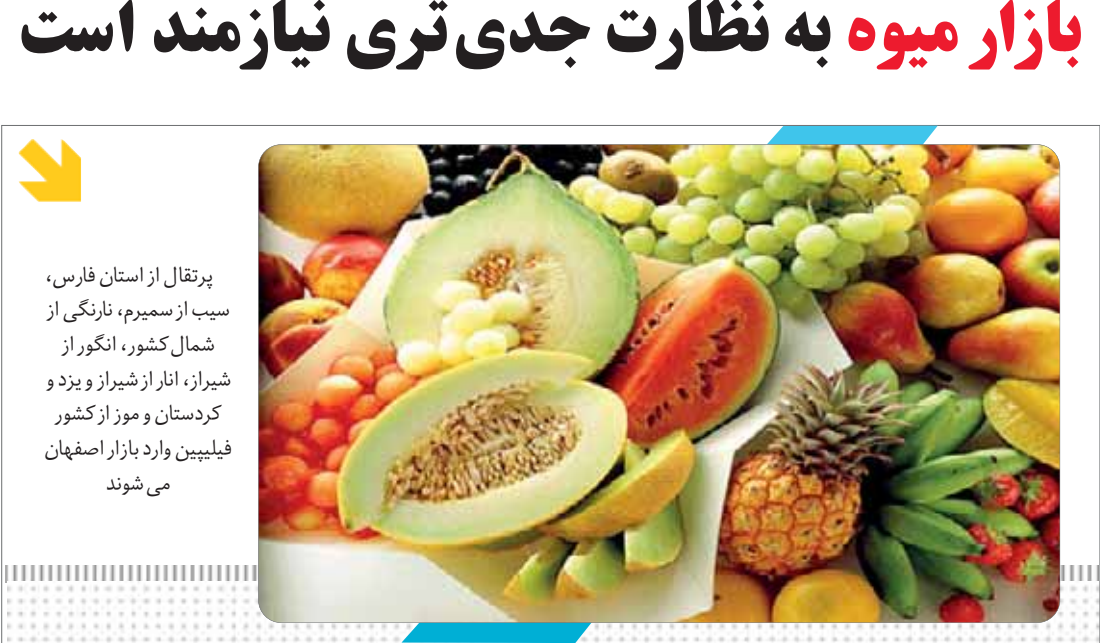 بازار میوه به نظارت جدی‌تری نیازمند است
پرتقال از استان فارس،
سیب از سمیرم، نارنگی از
شمال کشور، انگور از
شیراز، انار از شیراز و یزد و
کردستان و موز از کشور
فیلیپین وارد بازار اصفهان
می شوند